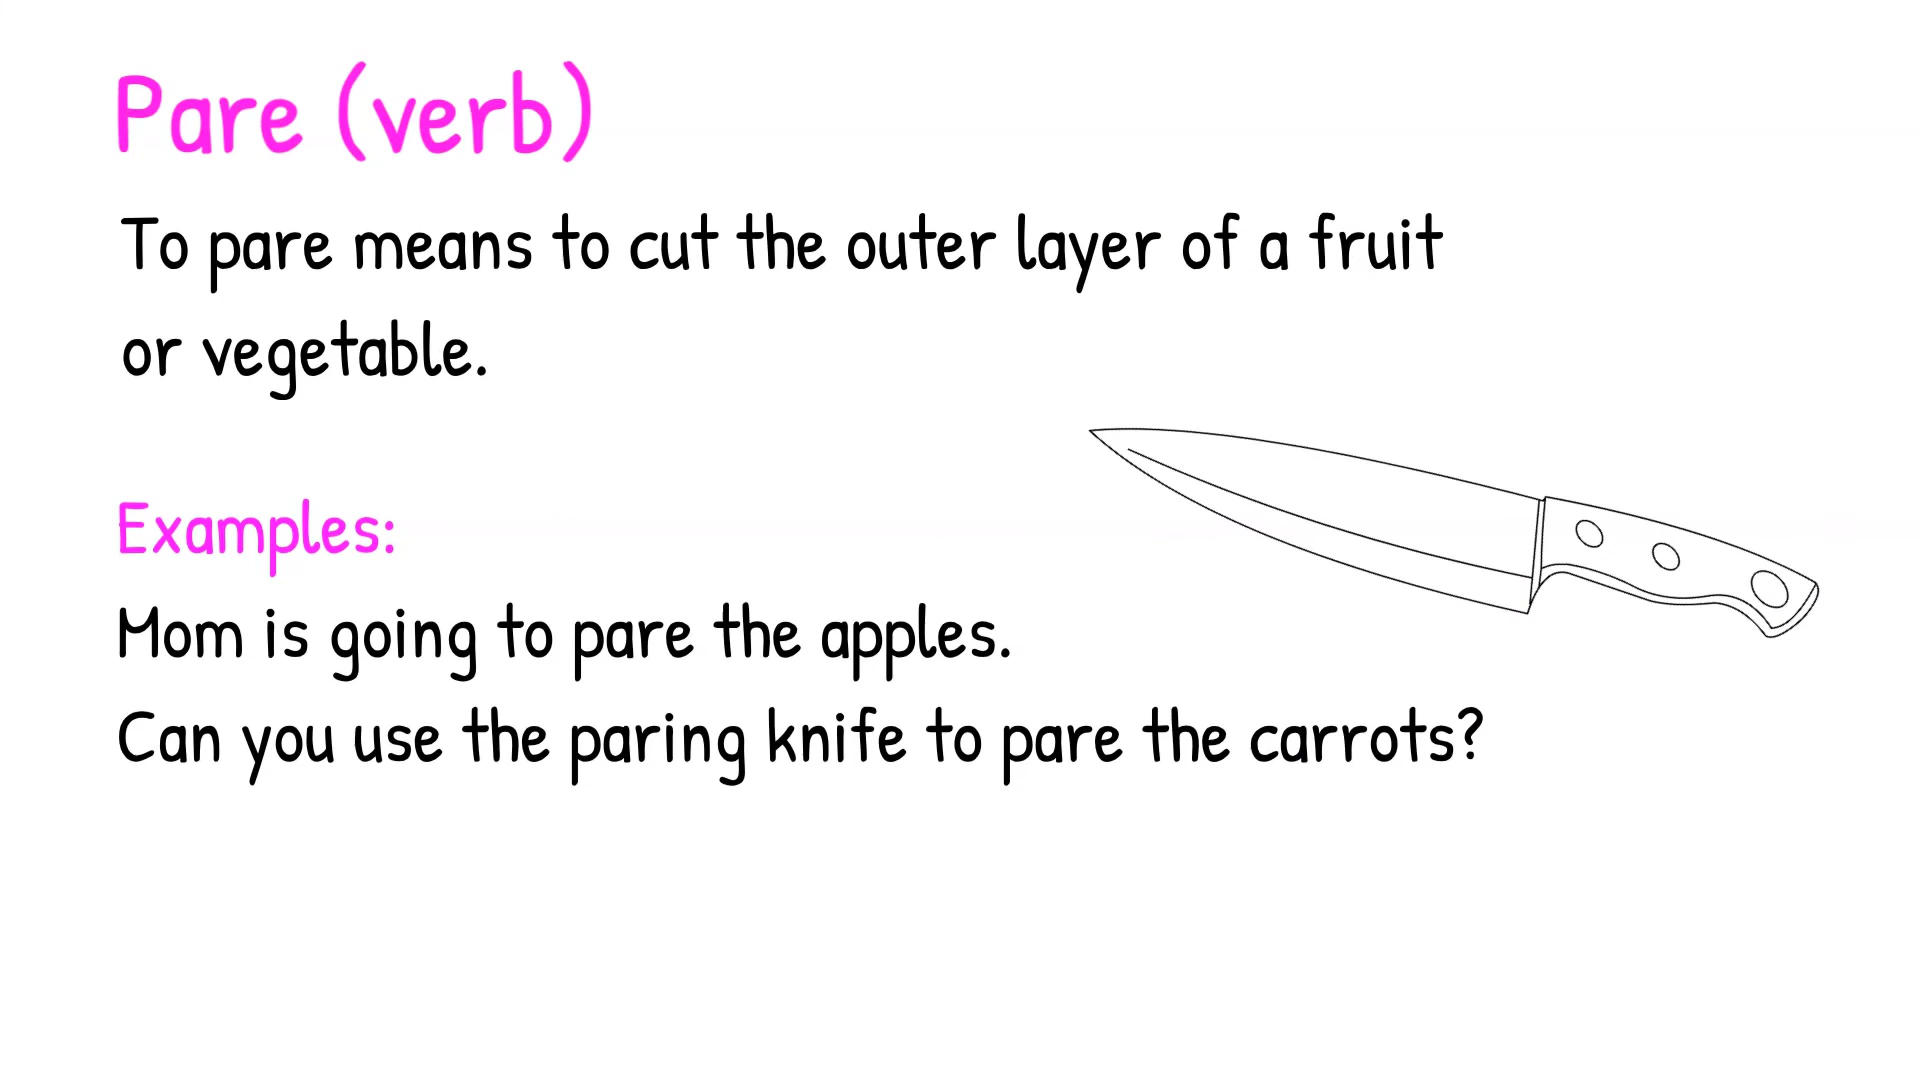 Pare (verb)
To pare means to cut the outer layer of a fruit
or vegetable.
Examples:
Mom is going to pare the apples.
Can you use the paring knife to pare the carrots?